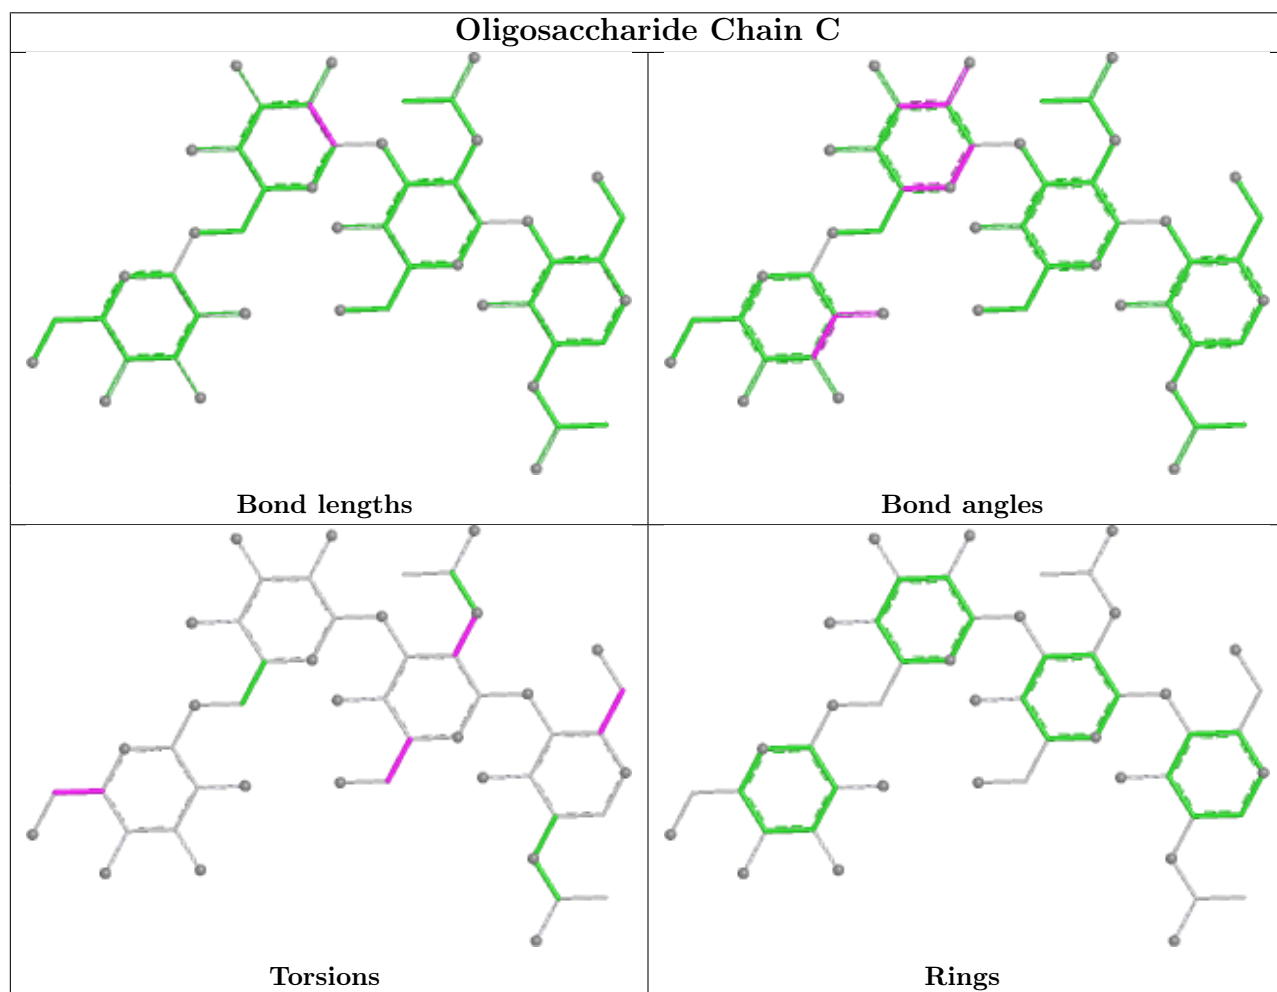 Oligosaccharide Chain C
Bond lengths
Bond angles
Torsions
Rings